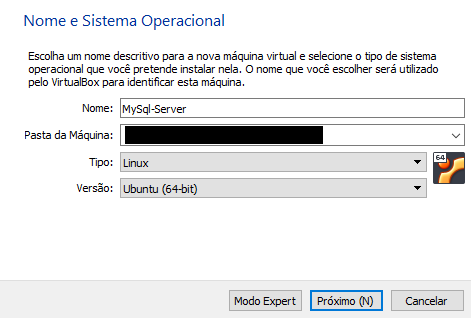 Nome e Sistema Operacional
Escolha um nome descritivo para a nova máquina virtual e selecione o tipo de sistema
operacional que você pretende instalar nela. O nome que você escolher será utilizado
pelo VirtualBox para identificar esta máquina.
Nome: MySql-Server
Pasta da Máquina:
Tipo: Linux
64
Versão: Ubuntu (64-bit)
Modo Expert Próximo (N) Cancelar